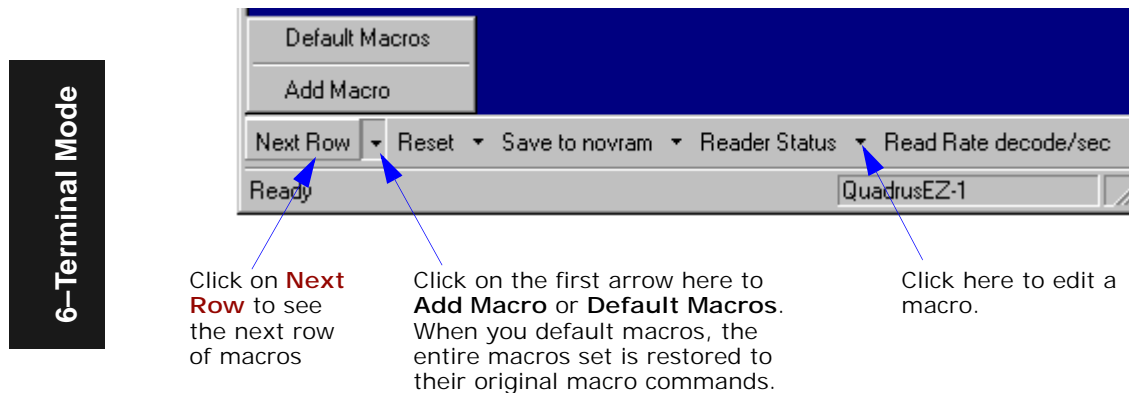 6–Terminal Mode
Default Macros
Add Macro
Next Row Reset Save to novram Reader Status Read Rate decode/sec
Ready QuadrusEZ-1
Click on Next
Row to see
the next row
of macros
Click on the first arrow here to
Add Macro or Default Macros.
When you default macros, the
entire macros set is restored to
their original macro commands.
Click here to edit a
macro.